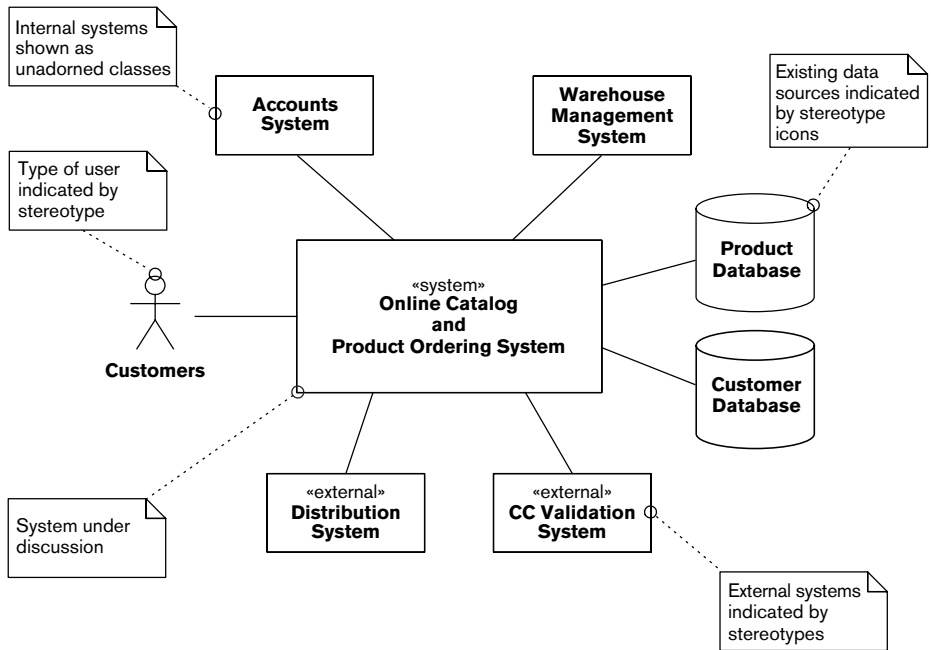 Internal systems
shown as
unadorned classes
Accounts
System
Warehouse
Management
System
Existing data
sources indicated
by stereotype
icons
Type of user
indicated by
stereotype
Customers
«system»
Online Catalog
and
Product Ordering System
Product
Database
Customer
Database
System under
discussion
«external»
Distribution
System
«external»
CC Validation
System
External systems
indicated by
stereotypes